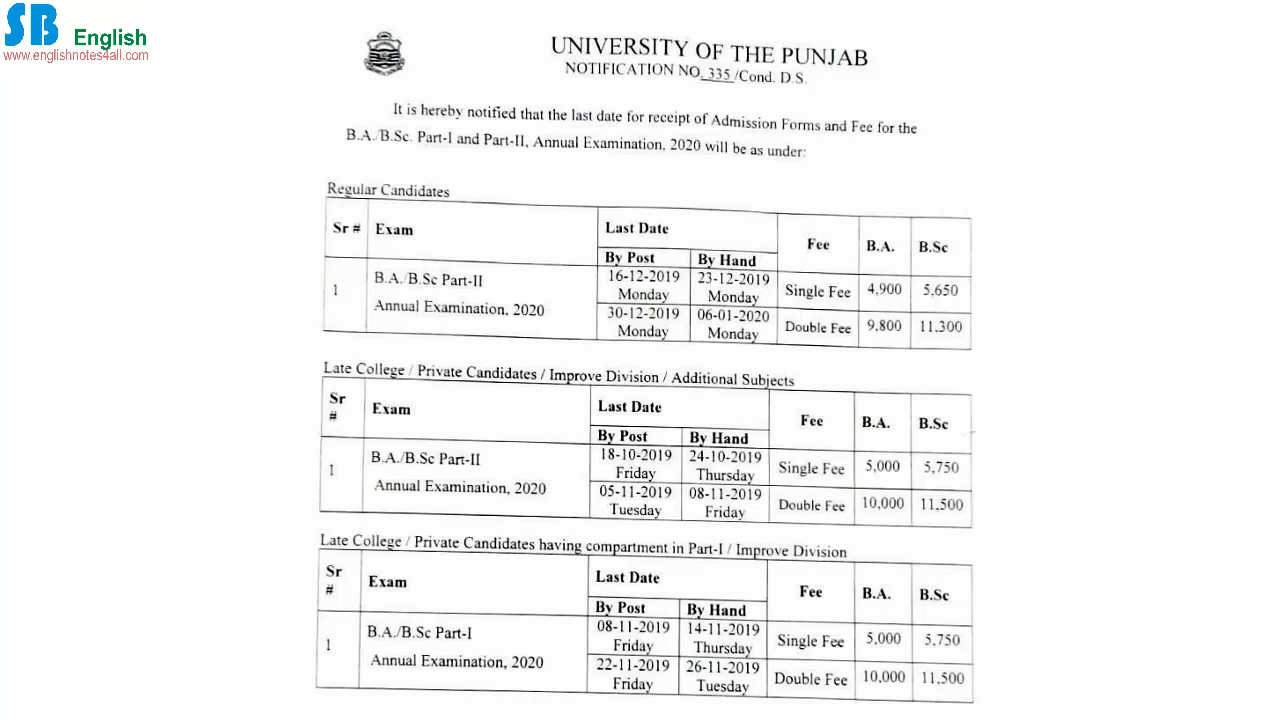 SB English
www.englishnotes4all.com
UNIVERSITY OF THE PUNJAB
NOTIFICATION NO. 335 /Cond. D.S.
It is hereby notified that the last date for receipt of Admission Forms and Fee for the
B.A./B.Sc. Part-I and Part-II, Annual Examination, 2020 will be as under:
Regular Candidates
Sr # Exam Last Date Fee B.A. B.Sc
By Post By Hand
1 B.A./B.Sc Part-II 16-12-2019 23-12-2019 Single Fee 4,900 5,650
Monday Monday
Annual Examination, 2020 30-12-2019 06-01-2020 Double Fee 9,800 11,300
Monday Monday
Late College / Private Candidates / Improve Division / Additional Subjects
Sr # Exam Last Date Fee B.A. B.Sc
By Post By Hand
1 B.A./B.Sc Part-II 18-10-2019 24-10-2019 Single Fee 5,000 5,750
Friday Thursday
Annual Examination, 2020 05-11-2019 08-11-2019 Double Fee 10,000 11,500
Tuesday Friday
Late College / Private Candidates having compartment in Part-I / Improve Division
Sr # Exam Last Date Fee B.A. B.Sc
By Post By Hand
1 B.A./B.Sc Part-I 08-11-2019 14-11-2019 Single Fee 5,000 5,750
Friday Thursday
Annual Examination, 2020 22-11-2019 26-11-2019 Double Fee 10,000 11,500
Friday Tuesday